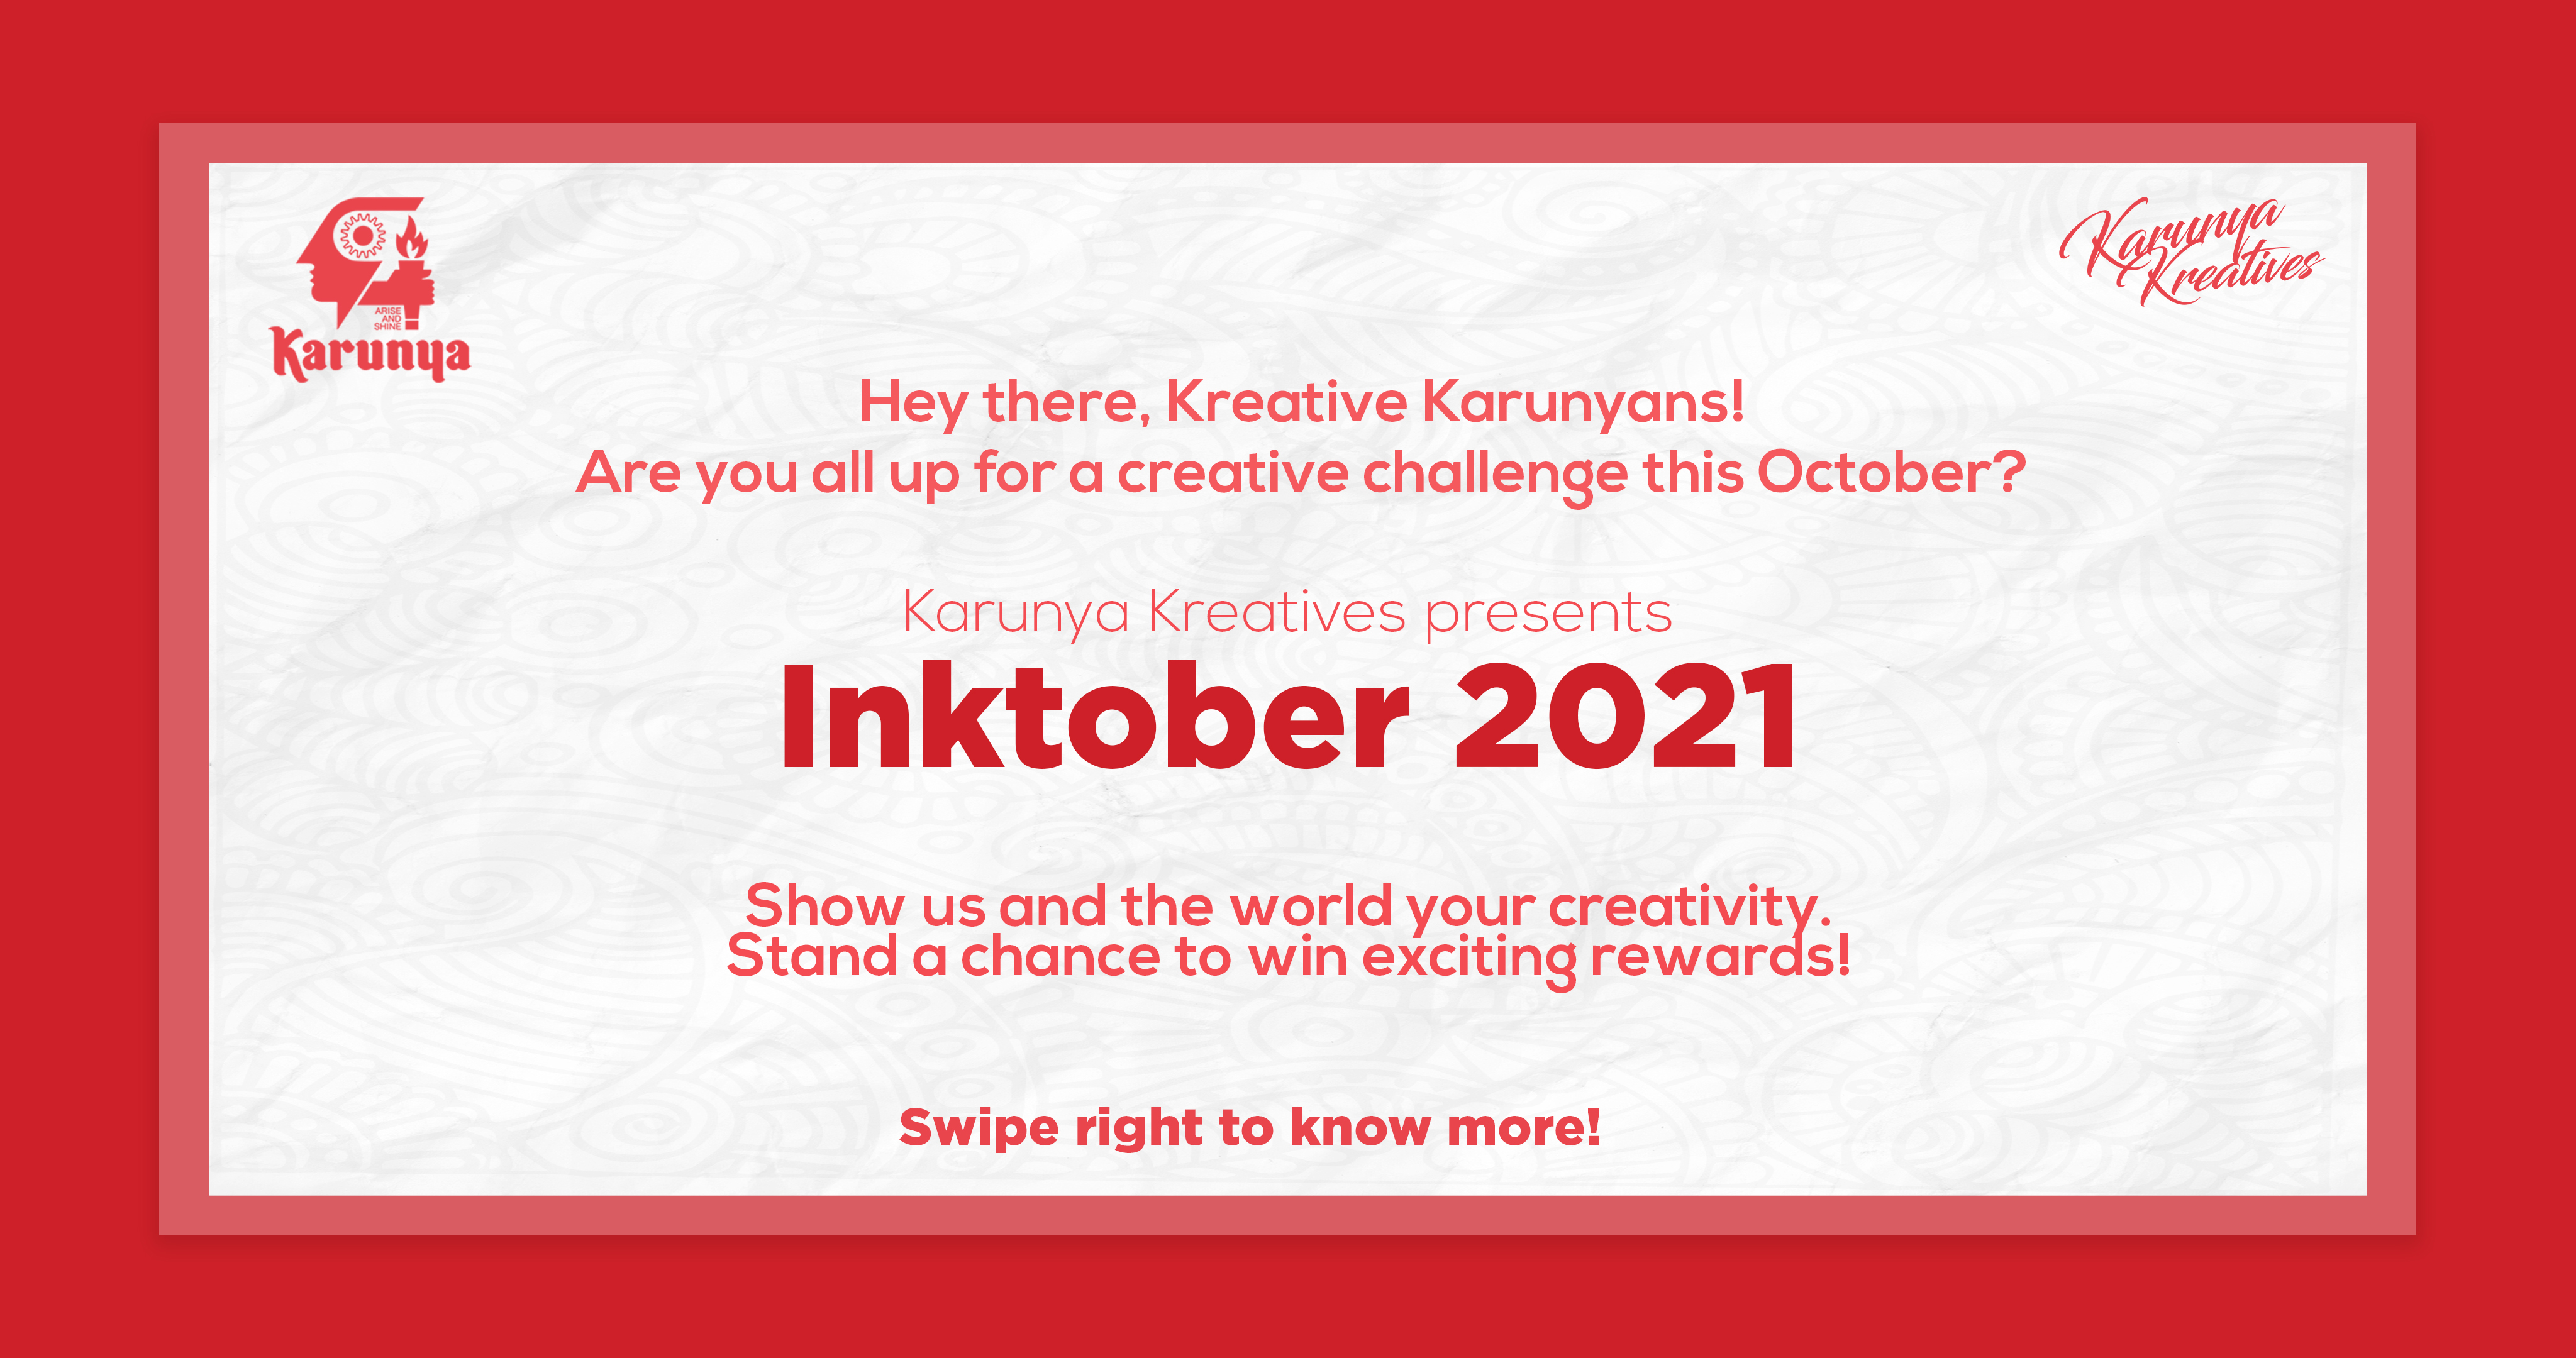 ARISE
AND
SHINE
Karunya
Karunya
Kreatives
Hey there, Kreative Karunyans!
Are you all up for a creative challenge this October?
Karunya Kreatives presents
Inktober 2021
Show us and the world your creativity.
Stand a chance to win exciting rewards!
Swipe right to know more!